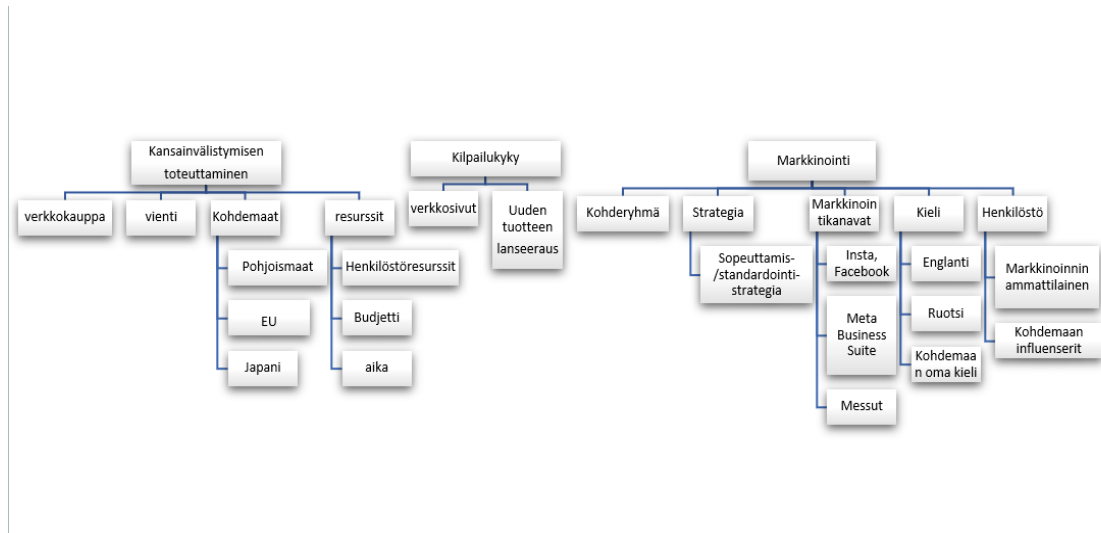 Kansainvälistymisen
toteuttaminen
verkkokauppa
vienti
Kohdemaat
Pohjoismaat
EU
Japani
resurssit
Henkilöstöresurssit
Budjetti
aika
Kilpailukyky
verkkosivut
Uuden
tuotteen
lanseeraus
Markkinointi
Kohderyhmä
Strategia
Sopeuttamis-
/standardointi-
strategia
Markkinoin
tikanavat
Insta,
Facebook
Meta
Business
Suite
Messut
Kieli
Englanti
Ruotsi
Kohdemaa
n oma kieli
Henkilöstö
Markkinoinnin
ammattilainen
Kohdemaan
influenserit